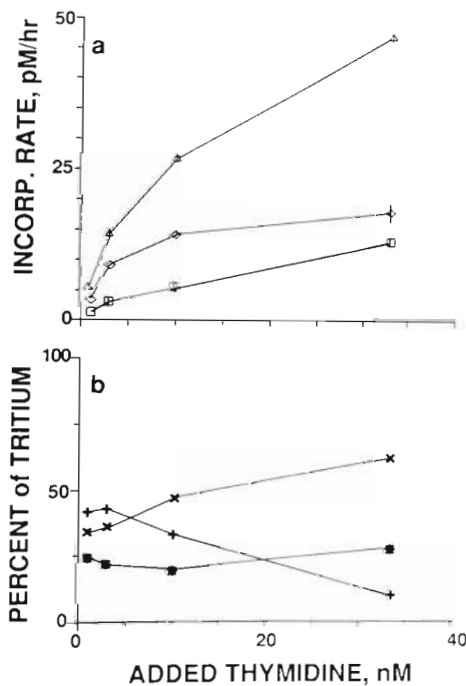 50
a
25
0
INCORP. RATE, pM/hr
100
b
50
0
PERCENT of TRITIUM
0 20 40
ADDED THYMIDINE, nM